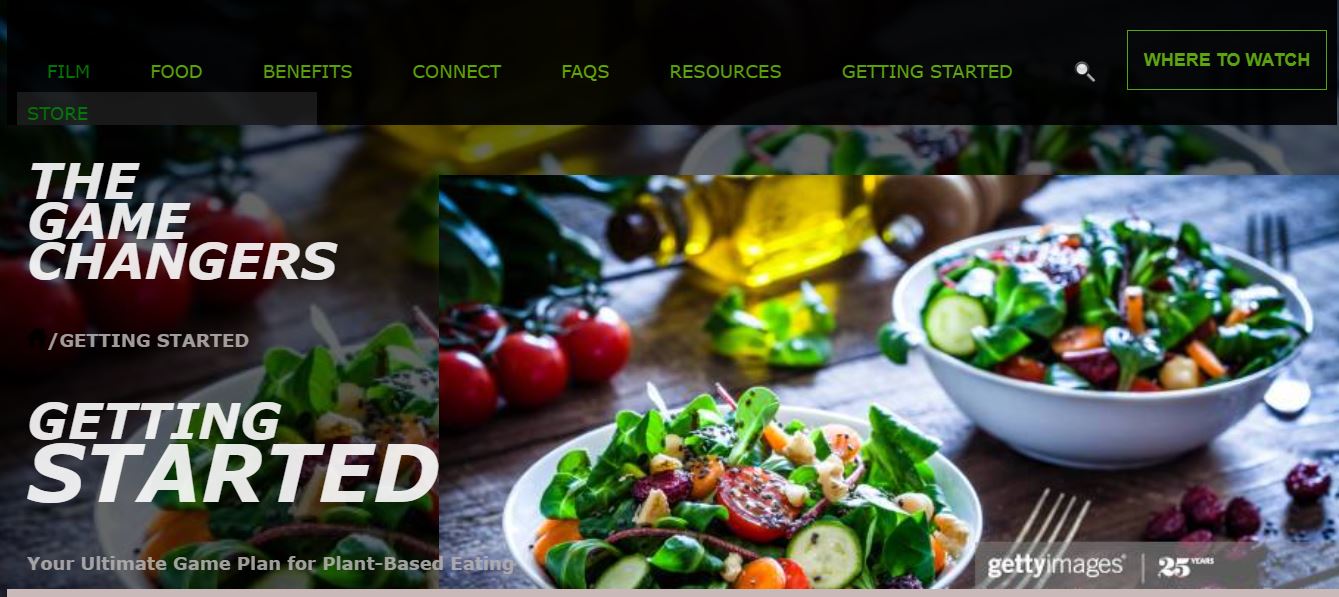 FILM FOOD BENEFITS CONNECT FAQS RESOURCES GETTING STARTED WHERE TO WATCH
STORE
THE
GAME
CHANGERS
/GETTING STARTED
GETTING
STARTED
Your Ultimate Game Plan for Plant-Based Eating
gettyimages® | 25 YEARS